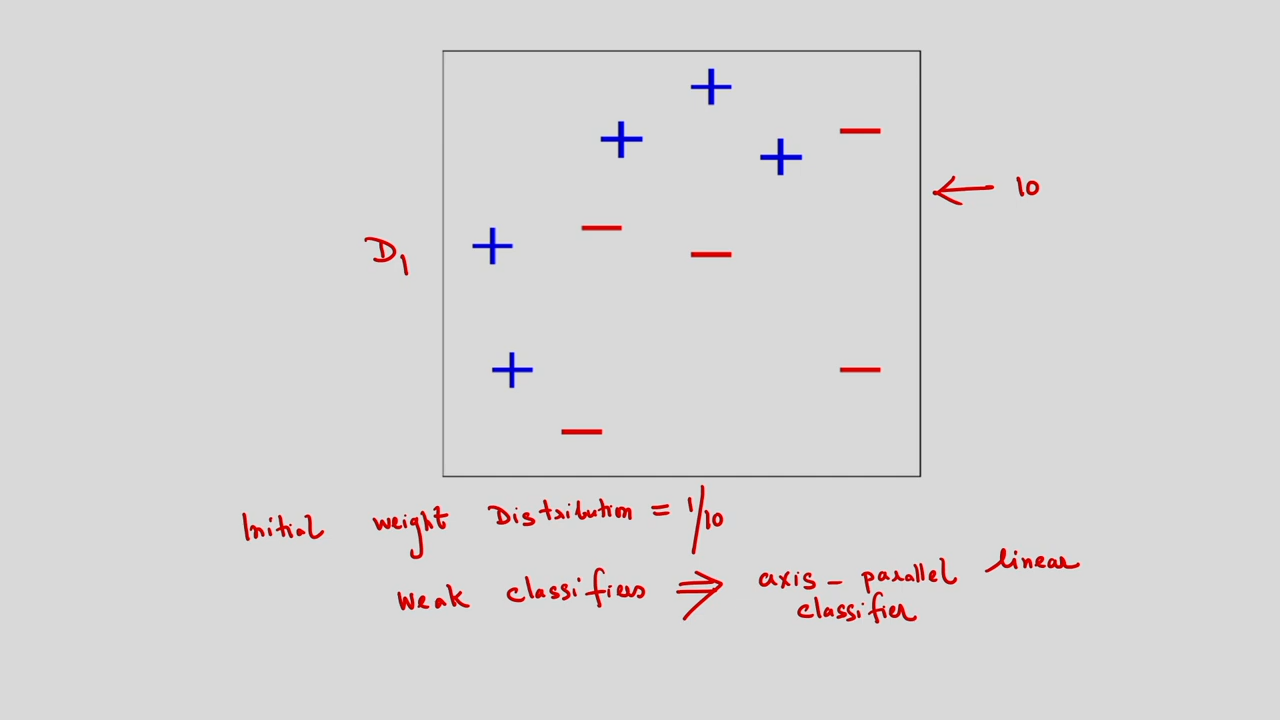 ← 10
D₁
Initial weight Distribution = 1/10
Weak classifiers ⇒ axis - parallel linear
classifier